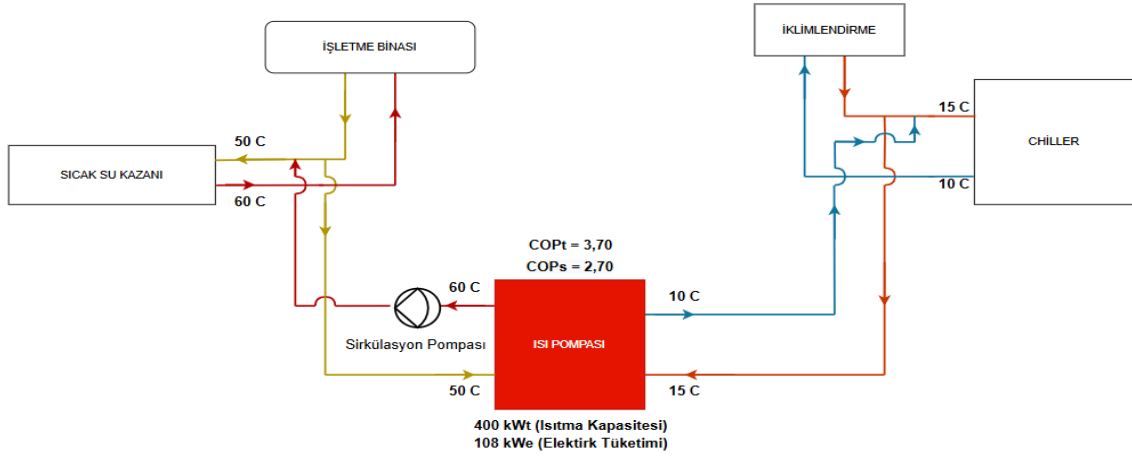 İŞLETME BİNASI
İKLİMLENDİRME
15 C
CHİLLER
50 C
SICAK SU KAZANI
60 C
10 C
COPt = 3,70
COPs = 2,70
60 C
10 C
Sirkülasyon Pompası
ISI POMPASI
50 C
15 C
400 kWt (Isıtma Kapasitesi)
108 kWe (Elektirk Tüketimi)